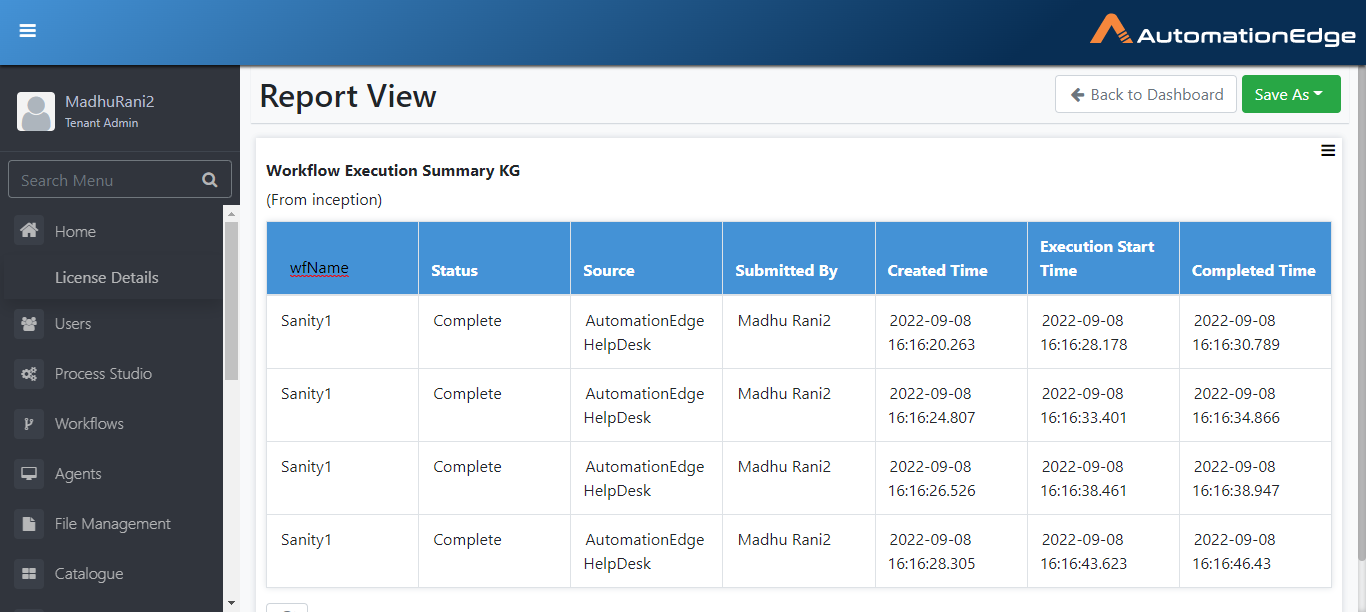 AutomationEdge
MadhuRani2
Tenant Admin
Search Menu
Home
License Details
Users
Process Studio
Workflows
Agents
File Management
Catalogue
Report View
Back to Dashboard
Save As
Workflow Execution Summary KG
(From inception)
wfName Status Source Submitted By Created Time Execution Start Time Completed Time
Sanity1 Complete AutomationEdge HelpDesk Madhu Rani2 2022-09-08 16:16:20.263 2022-09-08 16:16:28.178 2022-09-08 16:16:30.789
Sanity1 Complete AutomationEdge HelpDesk Madhu Rani2 2022-09-08 16:16:24.807 2022-09-08 16:16:33.401 2022-09-08 16:16:34.866
Sanity1 Complete AutomationEdge HelpDesk Madhu Rani2 2022-09-08 16:16:26.526 2022-09-08 16:16:38.461 2022-09-08 16:16:38.947
Sanity1 Complete AutomationEdge HelpDesk Madhu Rani2 2022-09-08 16:16:28.305 2022-09-08 16:16:43.623 2022-09-08 16:16:46.43